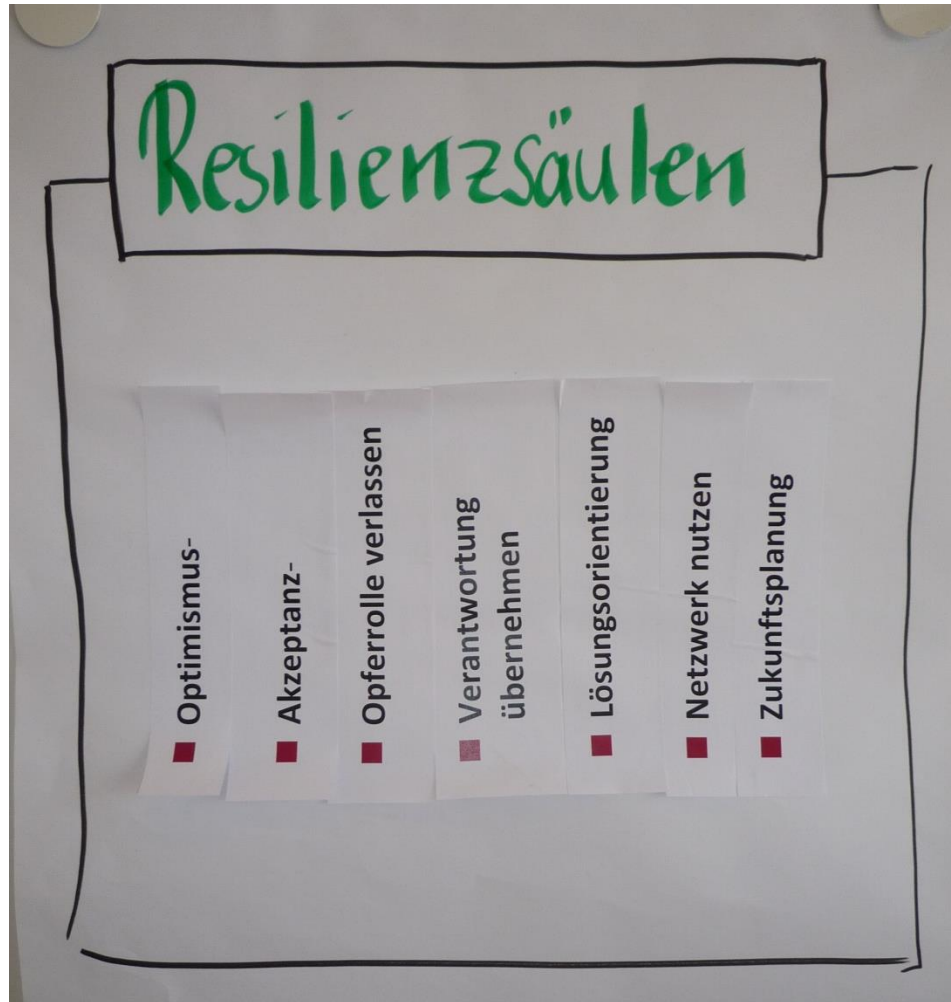 Resilienzsäulen
Optimismus-
Akzeptanz-
Opferrolle verlassen
Verantwortung
übernehmen
Lösungsorientierung
Netzwerk nutzen
Zukunftsplanung